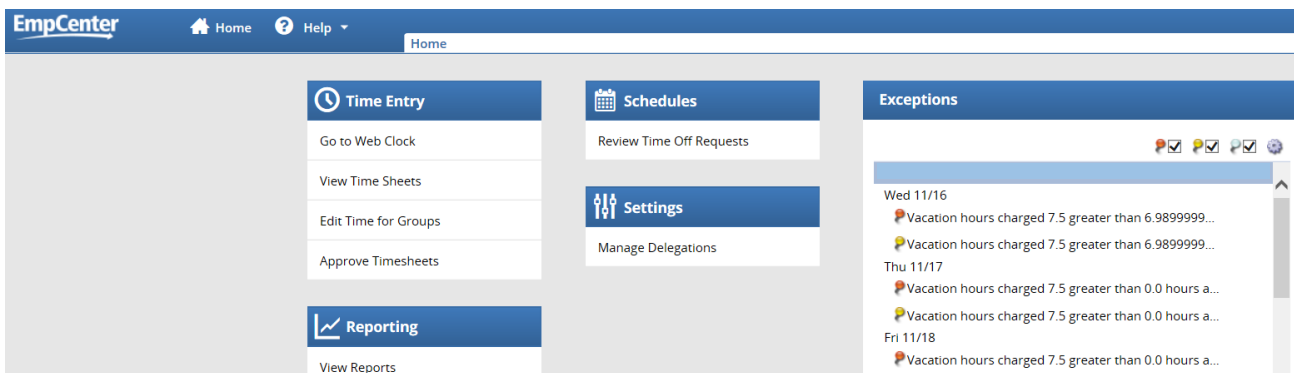 EmpCenter
Home
Help
Home
Time Entry
Go to Web Clock
View Time Sheets
Edit Time for Groups
Approve Timesheets
Reporting
View Reports
Schedules
Review Time Off Requests
Settings
Manage Delegations
Exceptions
Wed 11/16
Vacation hours charged 7.5 greater than 6.9899999...
Vacation hours charged 7.5 greater than 6.9899999...
Thu 11/17
Vacation hours charged 7.5 greater than 0.0 hours a...
Vacation hours charged 7.5 greater than 0.0 hours a...
Fri 11/18
Vacation hours charged 7.5 greater than 0.0 hours a...